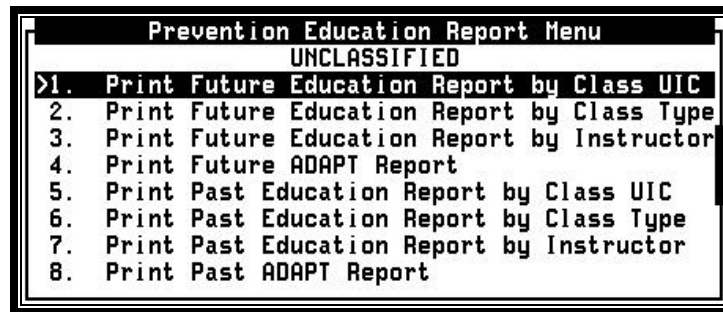 Prevention Education Report Menu
UNCLASSIFIED
>1. Print Future Education Report by Class UIC
2. Print Future Education Report by Class Type
3. Print Future Education Report by Instructor
4. Print Future ADAPT Report
5. Print Past Education Report by Class UIC
6. Print Past Education Report by Class Type
7. Print Past Education Report by Instructor
8. Print Past ADAPT Report